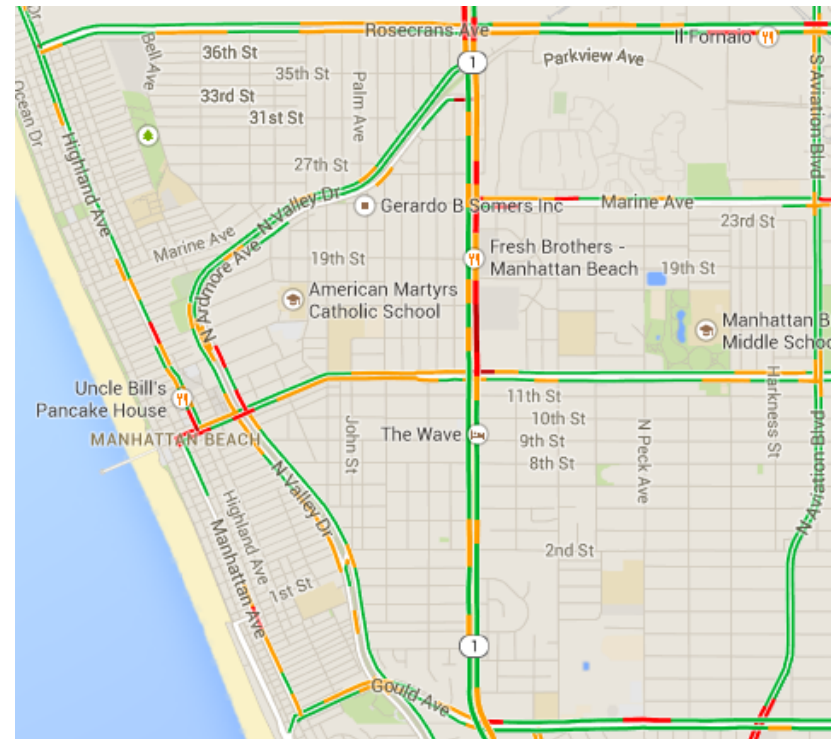 Dr
Rosecrans Ave
Il Fornaio
36th St
Parkview Ave
Bell Ave
1
35th St
33rd St
Palm Ave
S Aviation Blvd
Ocean Dr
31st St
Highland Ave
27th St
N Valley Dr
Gerardo B Somers Inc
Marine Ave
23rd St
Marine Ave
19th St
Fresh Brothers -
Manhattan Beach
19th St
N Ardmore Ave
American Martyrs
Catholic School
Manhattan B
Middle Schoo
Uncle Bill's
Pancake House
11th St
Harkness St
10th St
MANHATTAN BEACH
John St
The Wave
9th St
N Peck Ave
8th St
N Aviation Blvd
N Valley Dr
Highland Ave
Manhattan Ave
2nd St
1st St
1
Gould Ave